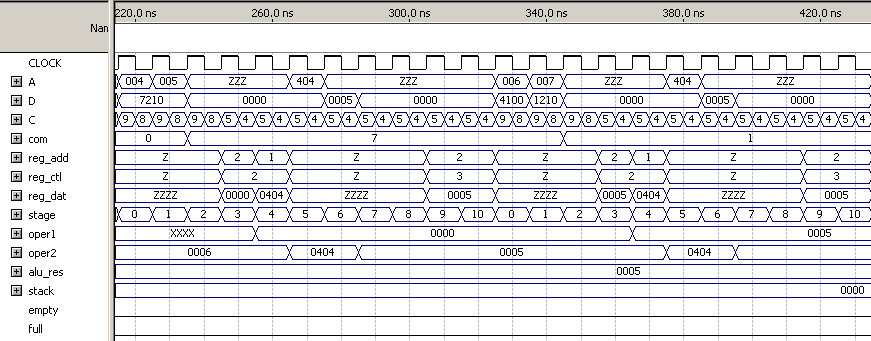 220.0 ns 260.0 ns 300.0 ns 340.0 ns 380.0 ns 420.0 ns
Nan
CLOCK
A 004 005 ZZZ 404 ZZZ 006 007 ZZZ 404 ZZZ
D 7210 0000 0005 0000 4100 1210 0000 0005 0000
C 9 8 9 8 9 8 5 4 5 4 5 4 5 4 5 4 5 4 5 4 5 4 9 8 9 8 9 8 5 4 5 4 5 4 5 4 5 4 5 4 5 4 5 4
com 0 7 1
reg_add Z 2 1 Z 2 Z 2 1 Z 2
reg_ctl Z 2 Z 3 Z 2 Z 3
reg_dat ZZZZ 0000 0404 ZZZZ 0005 ZZZZ 0005 0404 ZZZZ 0005
stage 0 1 2 3 4 5 6 7 8 9 10 0 1 2 3 4 5 6 7 8 9 10
oper1 XXXX 0000 0005
oper2 0006 0404 0005 0404 0005
alu_res 0005
stack 0000
empty
full